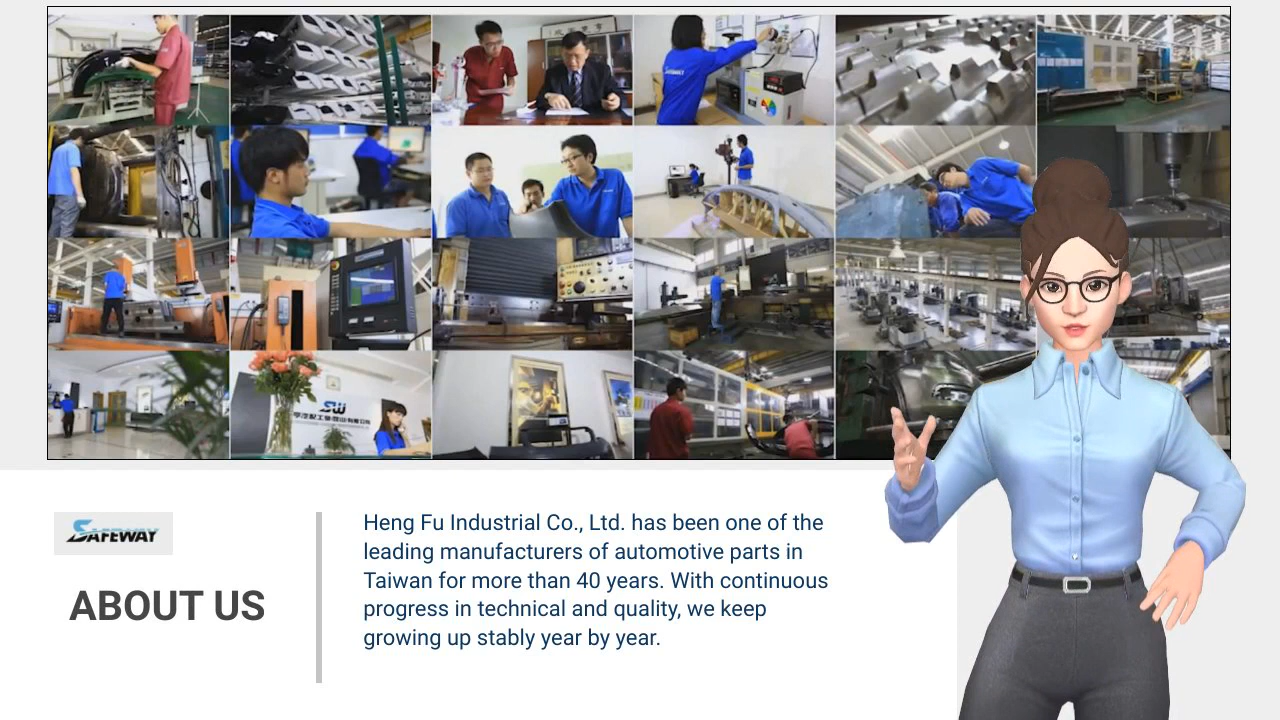 SW
SAFEWAY
ABOUT US
Heng Fu Industrial Co., Ltd. has been one of the
leading manufacturers of automotive parts in
Taiwan for more than 40 years. With continuous
progress in technical and quality, we keep
growing up stably year by year.